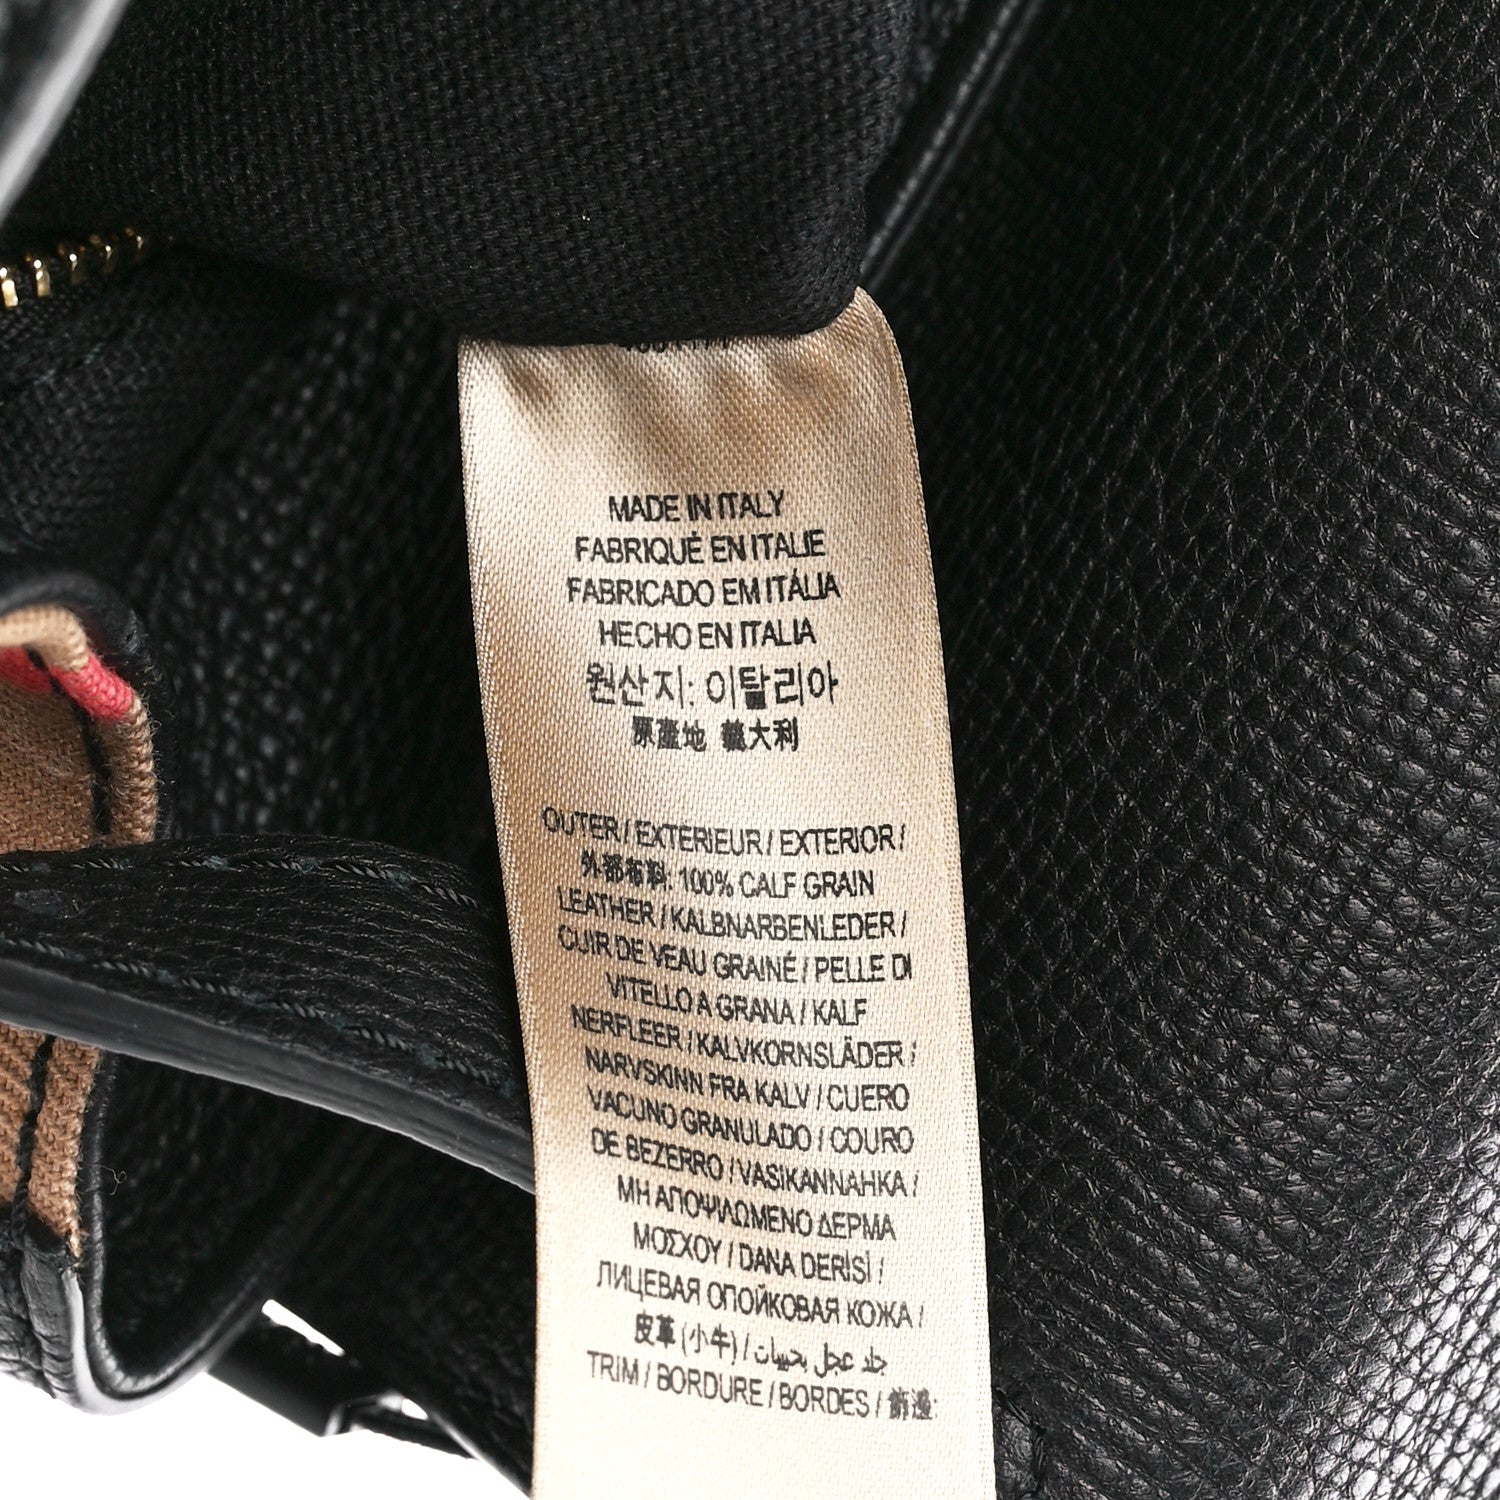 MADE IN ITALY
FABRIQUÉ EN ITALIE
FABRICADO EM ITÁLIA
HECHO EN ITALIA
원산지: 이탈리아
原産地 義大利
OUTER / EXTERIEUR / EXTERIOR /
外部布料: 100% CALF GRAIN
LEATHER / KALBNARBENLEDER /
CUIR DE VEAU GRAINÉ / PELLE DI
VITELLO A GRANA / KALF
NERFLEER / KALVKORNSLÄDER /
NARVSKINN FRA KALV / CUERO
VACUNO GRANULADO / COURO
DE BEZERRO / VASIKANNAHKA /
ΜΗ ΑΠΟΨΙΛΩΜΕΝΟ ΔΕΡΜΑ
ΜΟΣΧΟΥ / DANA DERİSİ /
ЛИЦЕВАЯ ОПОЙКОВАЯ КОЖА /
皮革 (小牛) / جلد عجل بحبيبات
TRIM / BORDURE / BORDES / 飾邊: